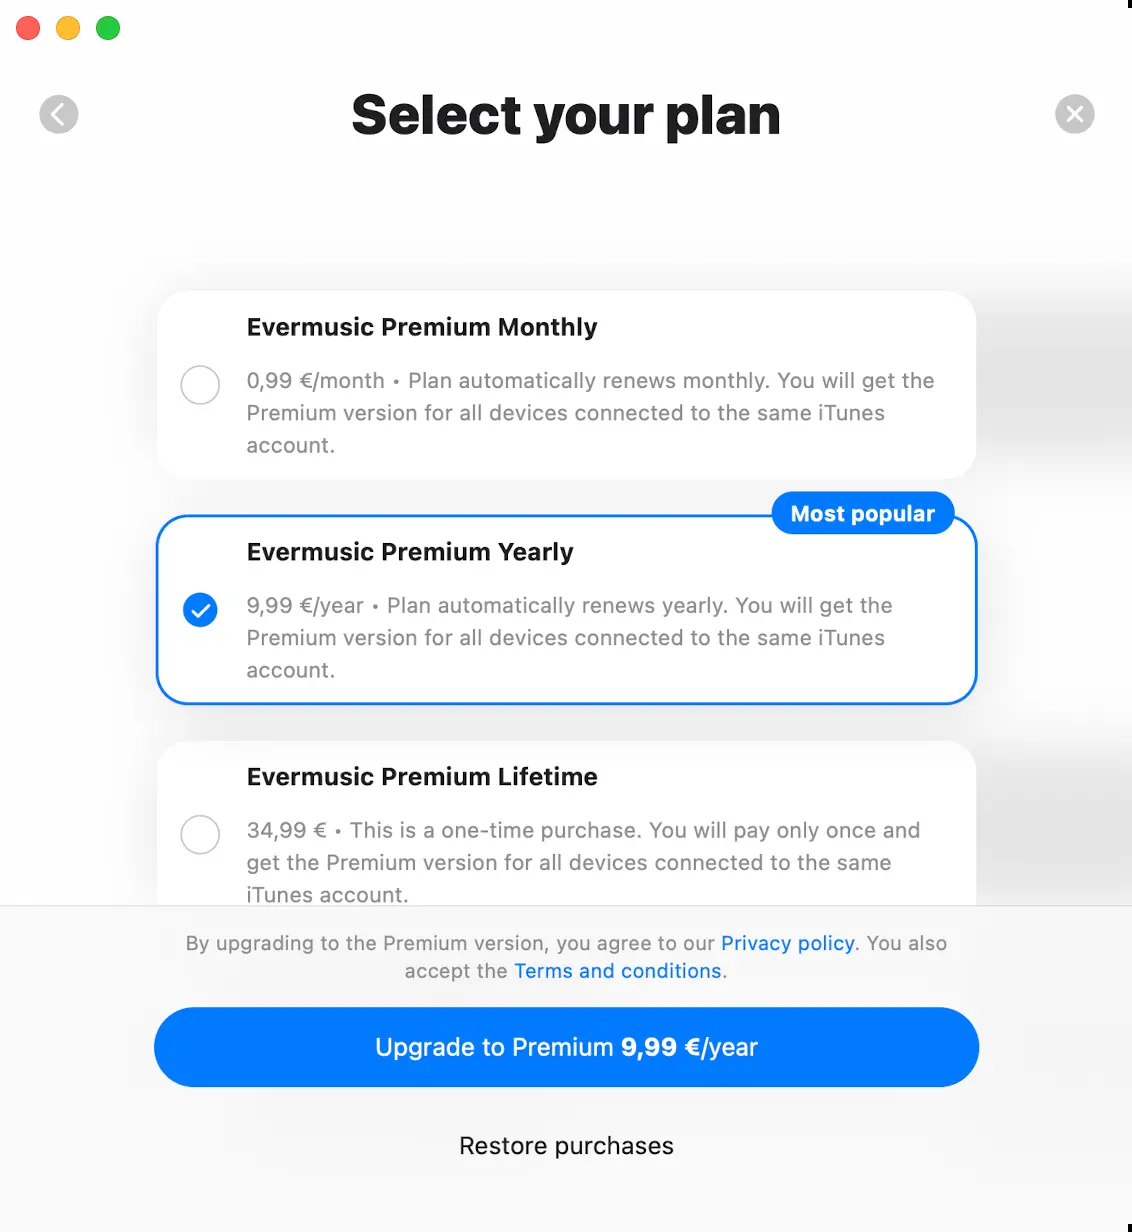 Select your plan
Evermusic Premium Monthly
0,99 €/month • Plan automatically renews monthly. You will get the
Premium version for all devices connected to the same iTunes
account.
Most popular
Evermusic Premium Yearly
9,99 €/year • Plan automatically renews yearly. You will get the
Premium version for all devices connected to the same iTunes
account.
Evermusic Premium Lifetime
34,99 € • This is a one-time purchase. You will pay only once and
get the Premium version for all devices connected to the same
iTunes account.
By upgrading to the Premium version, you agree to our Privacy policy. You also
accept the Terms and conditions.
Upgrade to Premium 9,99 €/year
Restore purchases